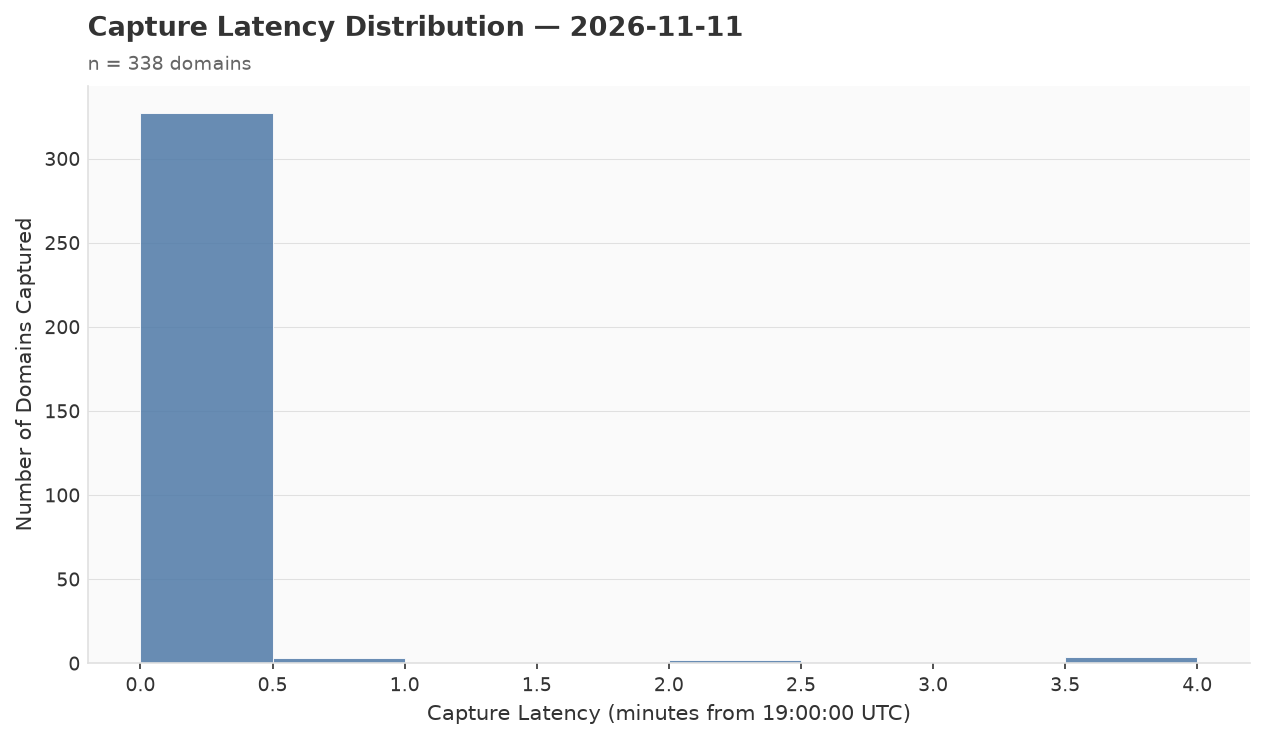 Capture Latency Distribution — 2026-11-11
n = 338 domains
Number of Domains Captured
300
250
200
150
100
50
0
0.0 0.5 1.0 1.5 2.0 2.5 3.0 3.5 4.0
Capture Latency (minutes from 19:00:00 UTC)